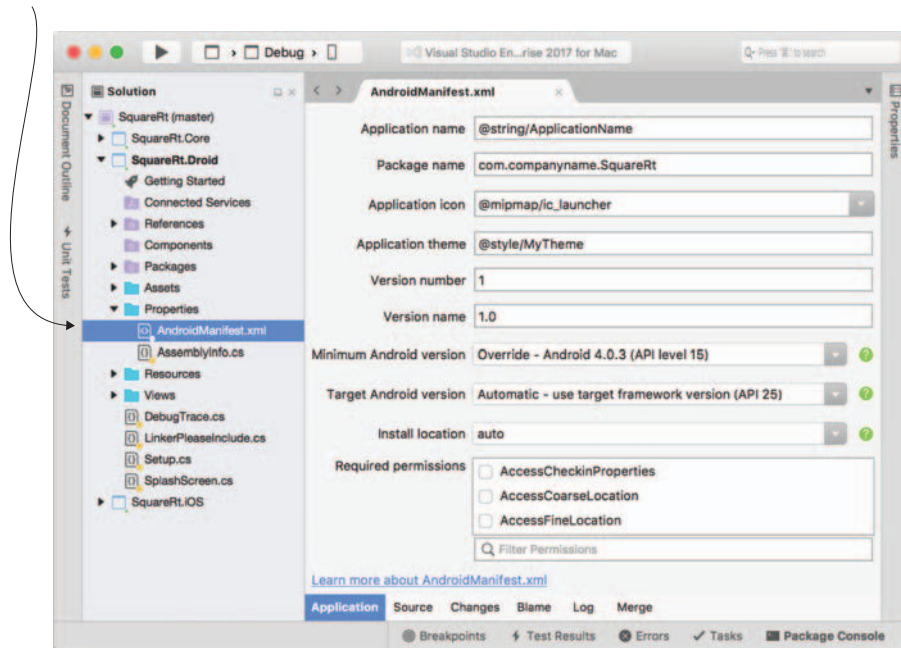 Debug
Visual Studio En...rise 2017 for Mac
Press to search
Document Outline
Unit Tests
Solution
SquareRt (master)
SquareRt.Core
SquareRt.Droid
Getting Started
Connected Services
References
Components
Packages
Assets
Properties
AndroidManifest.xml
AssemblyInfo.cs
Resources
Views
DebugTrace.cs
LinkerPleaseInclude.cs
Setup.cs
SplashScreen.cs
SquareRt.iOS
AndroidManifest.xml
Application name @string/ApplicationName
Package name com.companyname.SquareRt
Application icon @mipmap/ic_launcher
Application theme @style/MyTheme
Version number 1
Version name 1.0
Minimum Android version Override - Android 4.0.3 (API level 15)
Target Android version Automatic - use target framework version (API 25)
Install location auto
Required permissions AccessCheckinProperties
AccessCoarseLocation
AccessFineLocation
Filter Permissions
Learn more about AndroidManifest.xml
Application Source Changes Blame Log Merge
Properties
Breakpoints Test Results Errors Tasks Package Console